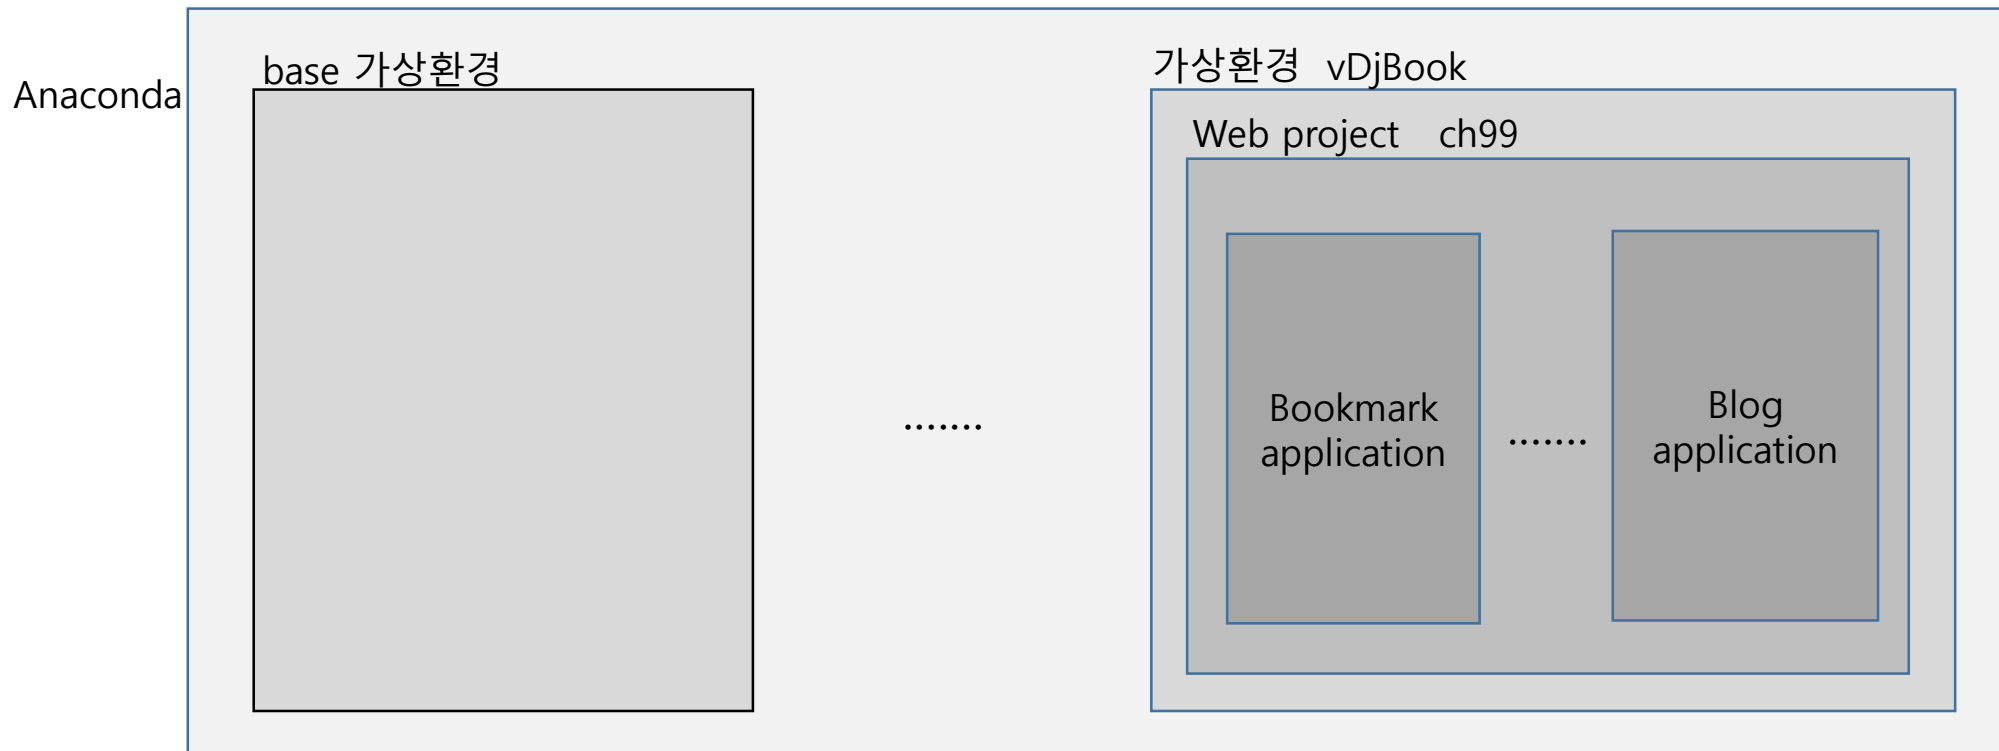 Anaconda
base 가상환경
가상환경 vDjBook
Web project ch99
.......
Bookmark
application
.......
Blog
application